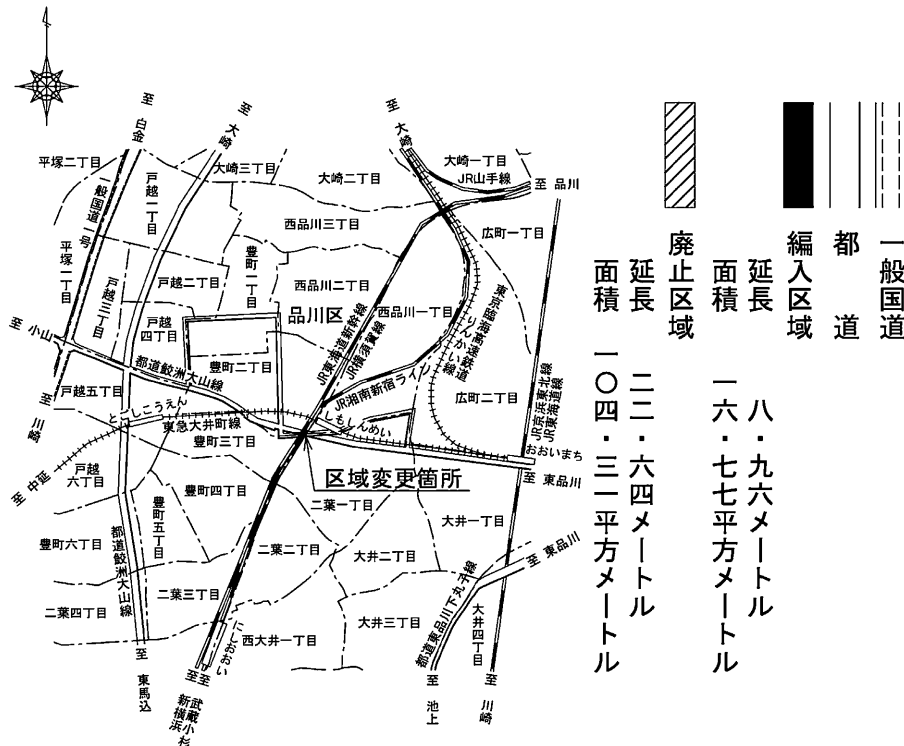 一般国道
都道
編入区域
延長 八・九六メートル
面積 一六・七七平方メートル
廃止区域
延長 二二・六四メートル
面積 一〇四・三一平方メートル
至 白金
至 大崎
至 大崎
平塚二丁目
大崎三丁目
大崎二丁目
大崎一丁目
JR山手線
至 品川
一般国道一号
戸越一丁目
西品川三丁目
広町一丁目
平塚一丁目
戸越三丁目
戸越二丁目
豊町一丁目
西品川二丁目
西品川一丁目
東京臨海高速鉄道
りんかい線
品川区
至 小山
戸越四丁目
豊町二丁目
JR東海道新幹線
JR横須賀線
都道鮫洲大山線
JR湘南新宿ライン
広町二丁目
JR京浜東北線
JR東海道線
戸越五丁目
至 川崎
とごしこうえん
東急大井町線
豊町三丁目
しもしんめい
おおいまち
至 東品川
至 中延
戸越六丁目
豊町四丁目
区域変更箇所
豊町五丁目
二葉一丁目
大井一丁目
豊町六丁目
都道鮫洲大山線
二葉二丁目
大井二丁目
至 東品川
二葉三丁目
二葉四丁目
西大井一丁目
にしおおい
大井三丁目
都道東品川下丸子線
大井四丁目
至 東馬込
至 新横浜
至 武蔵小杉
至 池上
至 川崎